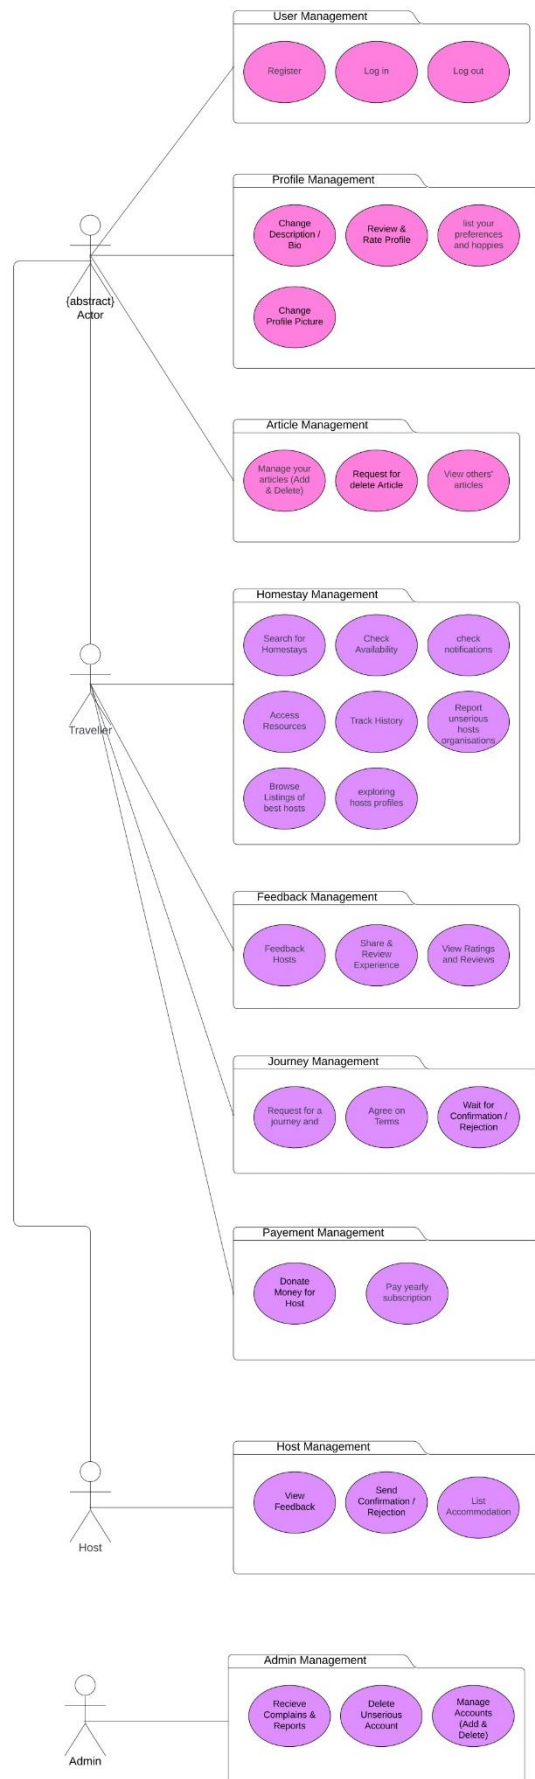 User Management
Register
Log in
Log out
Profile Management
Change
Description /
Bio
Review &
Rate Profile
list your
preferences
and hoppies
Change
Profile Picture
{abstract}
Actor
Article Management
Manage your
articles (Add
& Delete)
Request for
delete Article
View others'
articles
Homestay Management
Search for
Homestays
Check
Availability
check
notifications
Access
Resources
Track History
Report
unserious
hosts
organisations
Browse
Listings of
best hosts
exploring
hosts profiles
Traveller
Feedback Management
Feedback
Hosts
Share &
Review
Experience
View Ratings
and Reviews
Journey Management
Request for a
journey and
Agree on
Terms
Wait for
Confirmation /
Rejection
Payement Management
Donate
Money for
Host
Pay yearly
subscription
Host Management
View
Feedback
Send
Confirmation /
Rejection
List
Accommodation
Host
Admin Management
Recieve
Complains &
Reports
Delete
Unserious
Account
Manage
Accounts
(Add &
Delete)
Admin